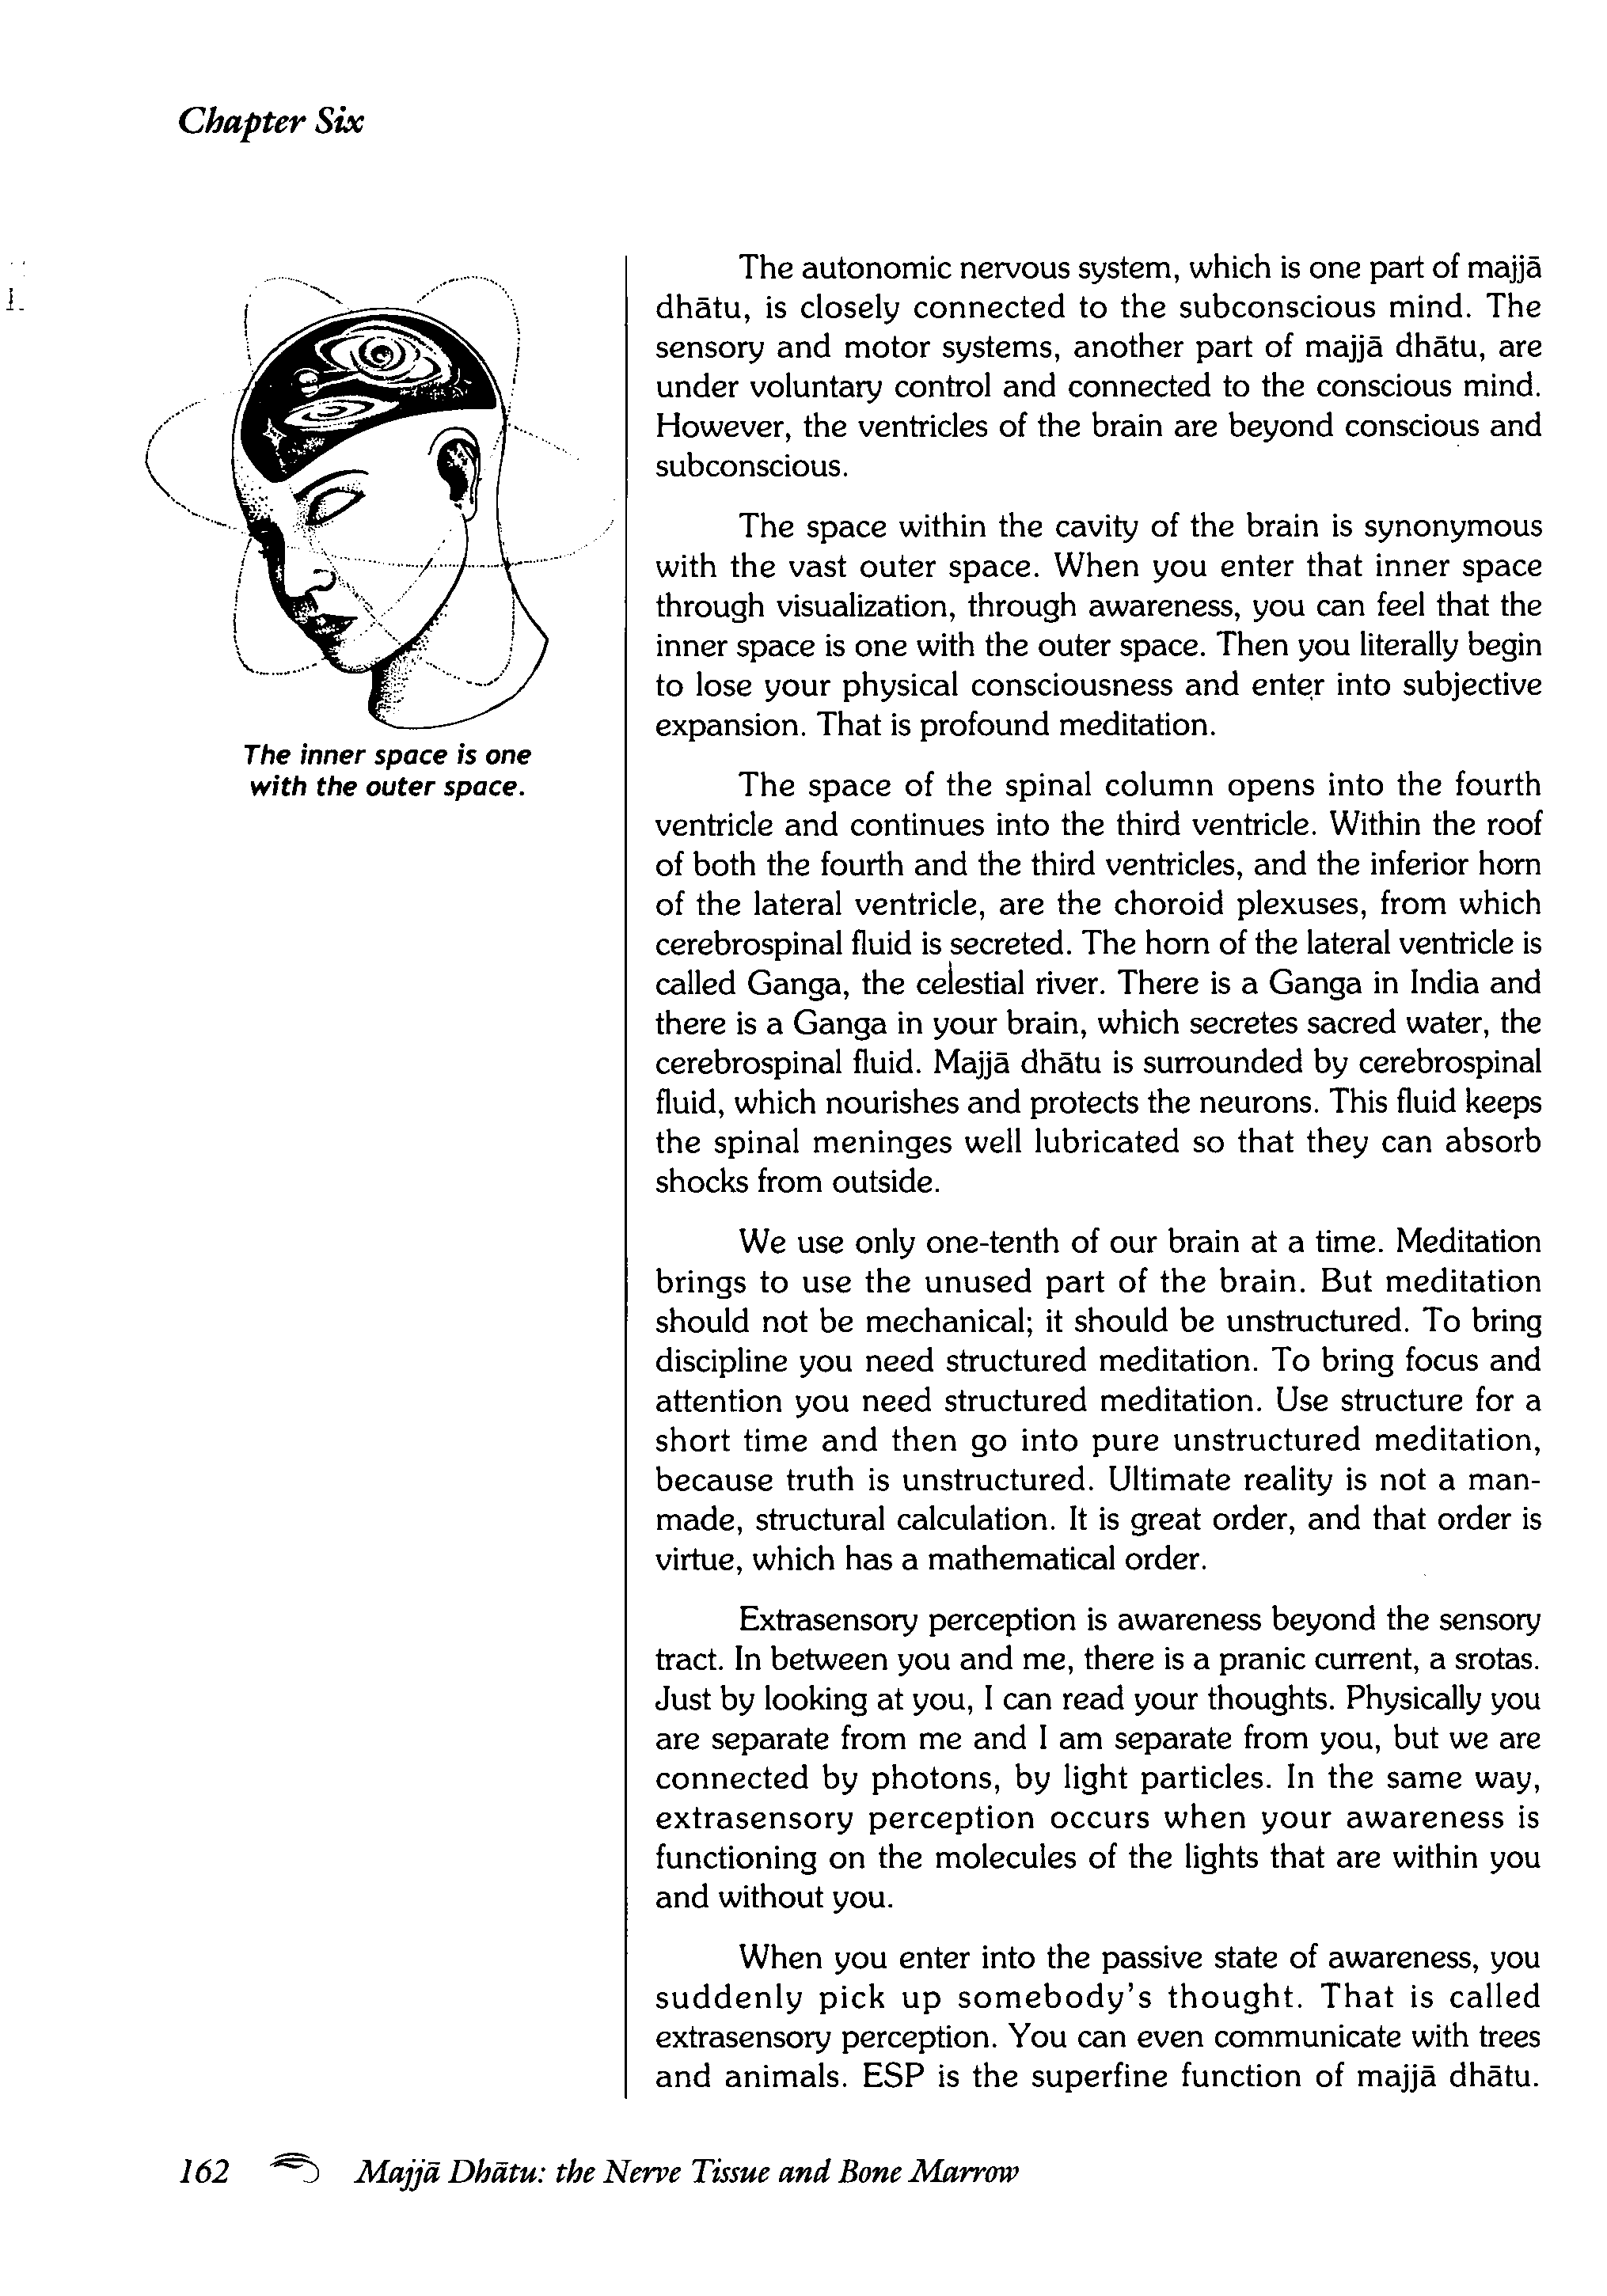 Chapter Six
The inner space is one
with the outer space.
The autonomic nervous system, which is one part of majjā
dhātu, is closely connected to the subconscious mind. The
sensory and motor systems, another part of majjā dhātu, are
under voluntary control and connected to the conscious mind.
However, the ventricles of the brain are beyond conscious and
subconscious.
The space within the cavity of the brain is synonymous
with the vast outer space. When you enter that inner space
through visualization, through awareness, you can feel that the
inner space is one with the outer space. Then you literally begin
to lose your physical consciousness and enter into subjective
expansion. That is profound meditation.
The space of the spinal column opens into the fourth
ventricle and continues into the third ventricle. Within the roof
of both the fourth and the third ventricles, and the inferior horn
of the lateral ventricle, are the choroid plexuses, from which
cerebrospinal fluid is secreted. The horn of the lateral ventricle is
called Ganga, the celestial river. There is a Ganga in India and
there is a Ganga in your brain, which secretes sacred water, the
cerebrospinal fluid. Majjā dhātu is surrounded by cerebrospinal
fluid, which nourishes and protects the neurons. This fluid keeps
the spinal meninges well lubricated so that they can absorb
shocks from outside.
We use only one-tenth of our brain at a time. Meditation
brings to use the unused part of the brain. But meditation
should not be mechanical; it should be unstructured. To bring
discipline you need structured meditation. To bring focus and
attention you need structured meditation. Use structure for a
short time and then go into pure unstructured meditation,
because truth is unstructured. Ultimate reality is not a man-
made, structural calculation. It is great order, and that order is
virtue, which has a mathematical order.
Extrasensory perception is awareness beyond the sensory
tract. In between you and me, there is a pranic current, a srotas.
Just by looking at you, I can read your thoughts. Physically you
are separate from me and I am separate from you, but we are
connected by photons, by light particles. In the same way,
extrasensory perception occurs when your awareness is
functioning on the molecules of the lights that are within you
and without you.
When you enter into the passive state of awareness, you
suddenly pick up somebody's thought. That is called
extrasensory perception. You can even communicate with trees
and animals. ESP is the superfine function of majjā dhātu.
162 Majjā Dhātu: the Nerve Tissue and Bone Marrow